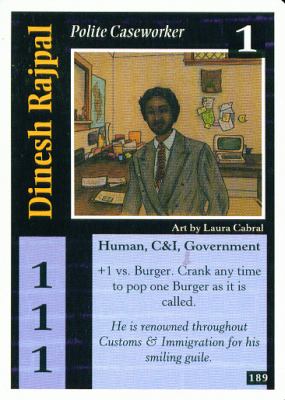 Dinesh Rajpal
Polite Caseworker
1
Art by Laura Cabral
Human, C&I, Government
+1 vs. Burger. Crank any time
to pop one Burger as it is
called.
He is renowned throughout
Customs & Immigration for his
smiling guile.
1
1
1
189